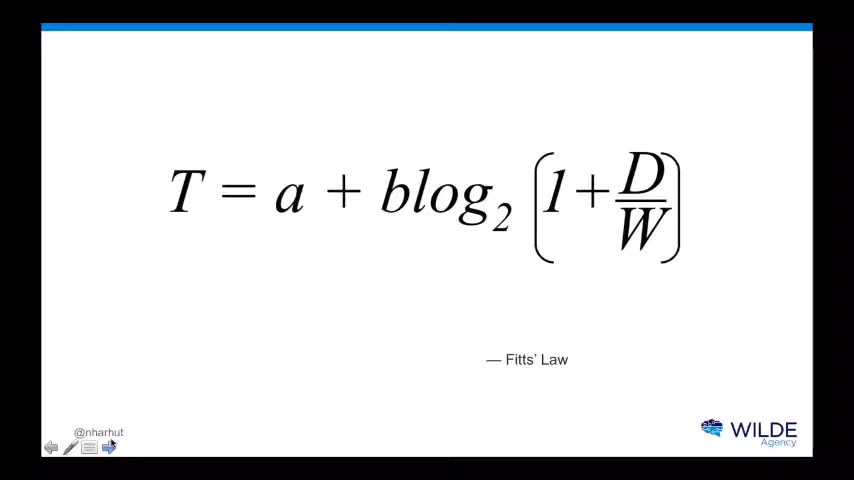 T = a + blog₂ (1+D/W)
— Fitts' Law
@nharhut
WILDE
Agency